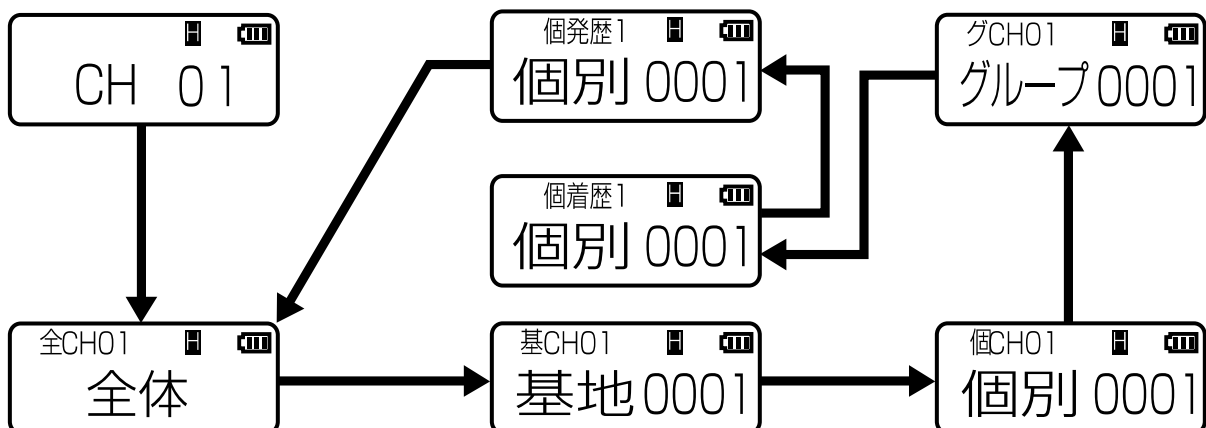 CH 01
個発歴1
個別 0001
グCH01
グループ0001
個着歴1
個別 0001
全CH01
全体
基CH01
基地0001
個CH01
個別 0001